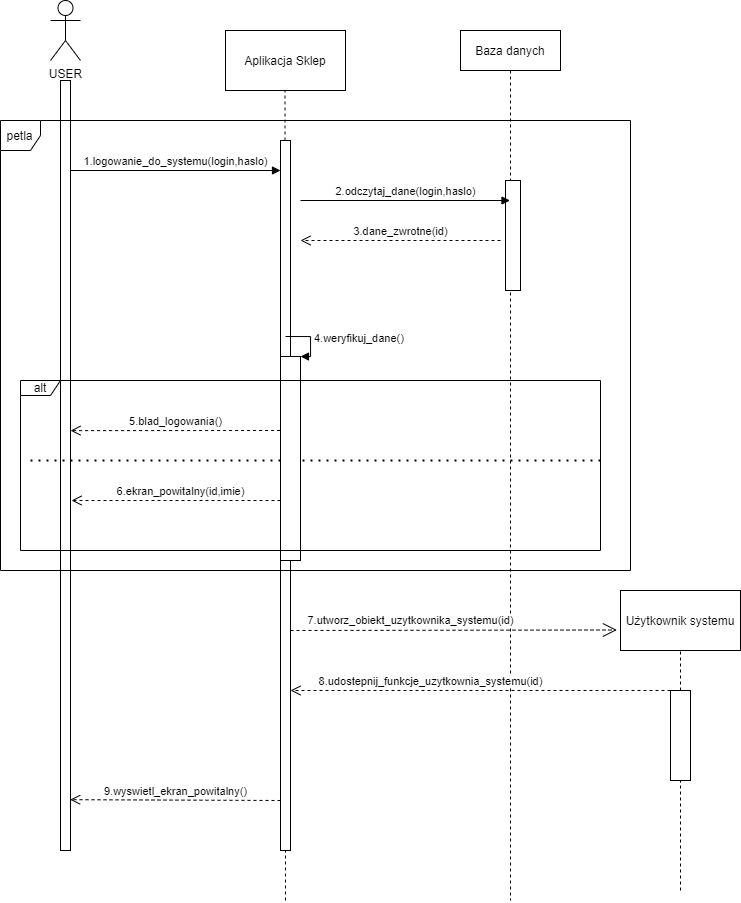 USER
Aplikacja Sklep
Baza danych
petla
1.logowanie_do_systemu(login,haslo)
2.odczytaj_dane(login,haslo)
3.dane_zwrotne(id)
4.weryfikuj_dane()
alt
5.blad_logowania()
6.ekran_powitalny(id,imie)
7.utworz_obiekt_uzytkownika_systemu(id)
Użytkownik systemu
8.udostepnij_funkcje_uzytkownia_systemu(id)
9.wyswietl_ekran_powitalny()